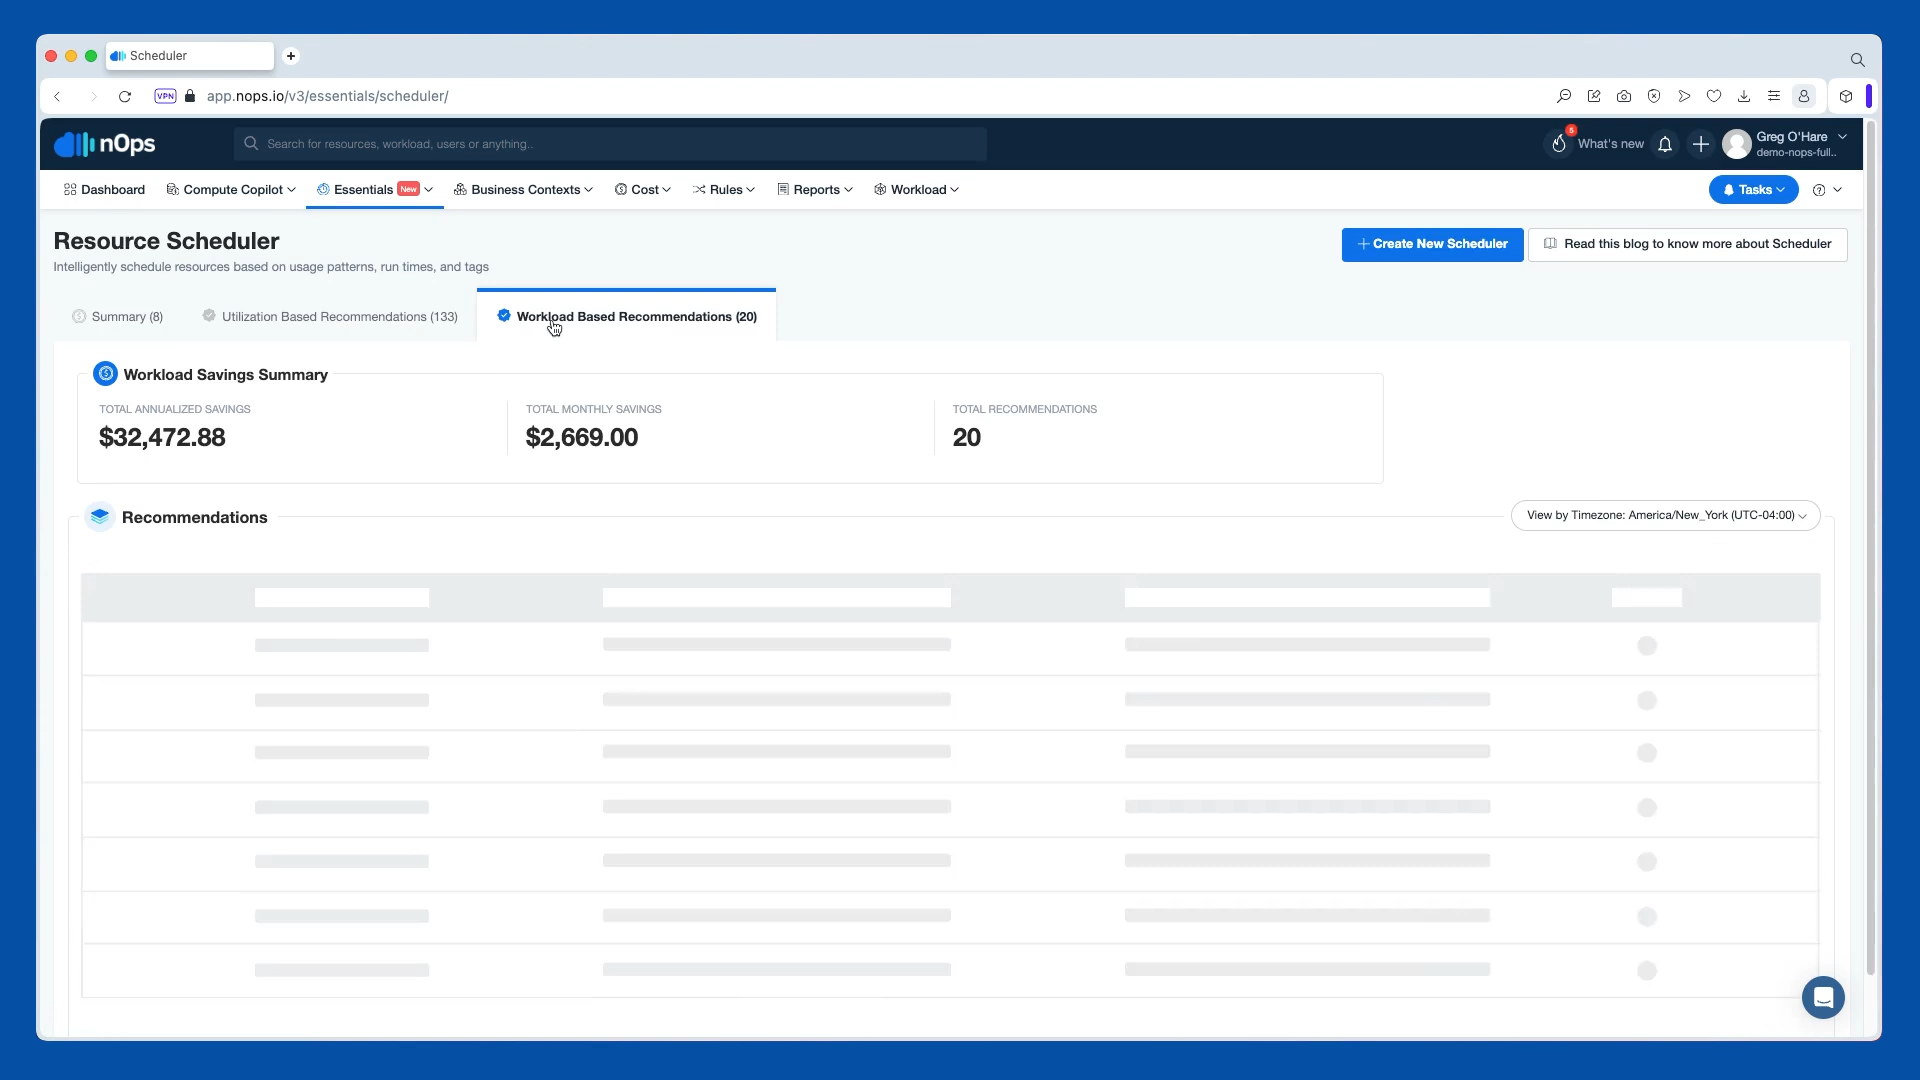 Scheduler
VPN
app.nops.io/v3/essentials/scheduler/
nOps
Search for resources, workload, users or anything..
5
What's new
Greg O'Hare
demo-nops-full..
Dashboard
Compute Copilot
Essentials New
Business Contexts
Cost
Rules
Reports
Workload
Tasks
Resource Scheduler
Intelligently schedule resources based on usage patterns, run times, and tags
Create New Scheduler
Read this blog to know more about Scheduler
Summary (8)
Utilization Based Recommendations (133)
Workload Based Recommendations (20)
Workload Savings Summary
TOTAL ANNUALIZED SAVINGS
$32,472.88
TOTAL MONTHLY SAVINGS
$2,669.00
TOTAL RECOMMENDATIONS
20
Recommendations
View by Timezone: America/New_York (UTC-04:00)